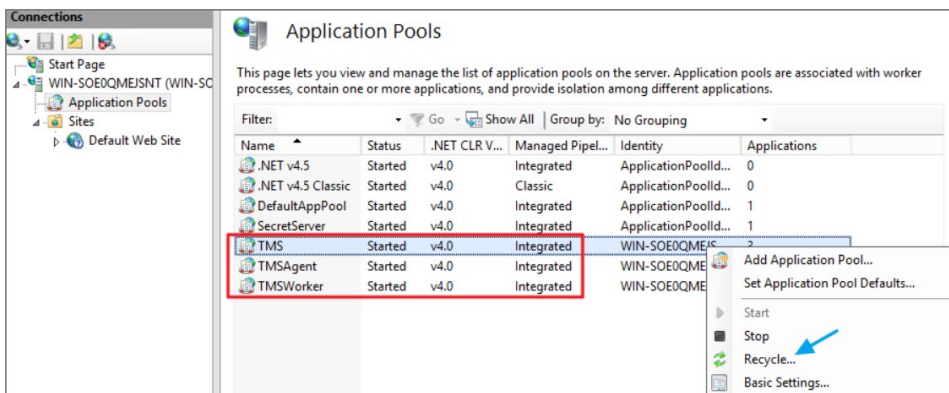 Connections
Start Page
WIN-SOE0QMEJSNT (WIN-SO
Application Pools
Sites
Default Web Site
Application Pools
This page lets you view and manage the list of application pools on the server. Application pools are associated with worker
processes, contain one or more applications, and provide isolation among different applications.
Filter: Go Show All Group by: No Grouping
Name Status .NET CLR V... Managed Pipel... Identity Applications
.NET v4.5 Started v4.0 Integrated ApplicationPoolId... 0
.NET v4.5 Classic Started v4.0 Classic ApplicationPoolId... 0
DefaultAppPool Started v4.0 Integrated ApplicationPoolId... 1
SecretServer Started v4.0 Integrated ApplicationPoolId... 1
TMS Started v4.0 Integrated WIN-SOE0QMEJS
TMSAgent Started v4.0 Integrated WIN-SOE0QME
TMSWorker Started v4.0 Integrated WIN-SOE0QME
Add Application Pool...
Set Application Pool Defaults...
Start
Stop
Recycle...
Basic Settings...